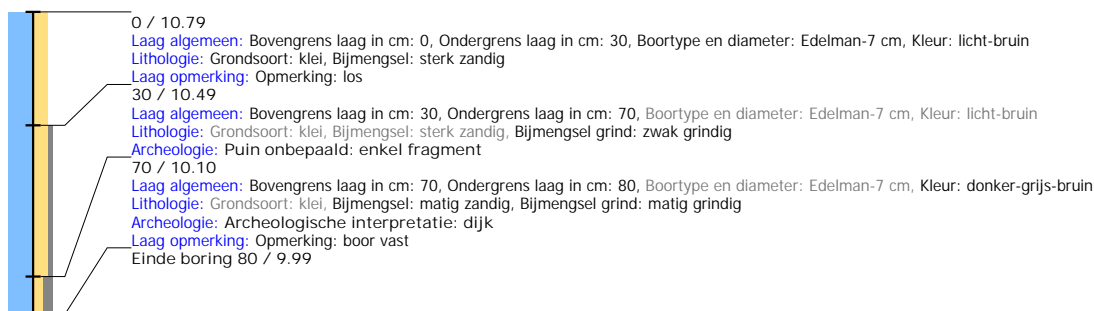 0 / 10.79
Laag algemeen: Bovengrens laag in cm: 0, Ondergrens laag in cm: 30, Boortype en diameter: Edelman-7 cm, Kleur: licht-bruin
Lithologie: Grondsoort: klei, Bijmengsel: sterk zandig
Laag opmerking: Opmerking: los
30 / 10.49
Laag algemeen: Bovengrens laag in cm: 30, Ondergrens laag in cm: 70, Boortype en diameter: Edelman-7 cm, Kleur: licht-bruin
Lithologie: Grondsoort: klei, Bijmengsel: sterk zandig, Bijmengsel grind: zwak grindig
Archeologie: Puin onbepaald: enkel fragment
70 / 10.10
Laag algemeen: Bovengrens laag in cm: 70, Ondergrens laag in cm: 80, Boortype en diameter: Edelman-7 cm, Kleur: donker-grijs-bruin
Lithologie: Grondsoort: klei, Bijmengsel: matig zandig, Bijmengsel grind: matig grindig
Archeologie: Archeologische interpretatie: dijk
Laag opmerking: Opmerking: boor vast
Einde boring 80 / 9.99